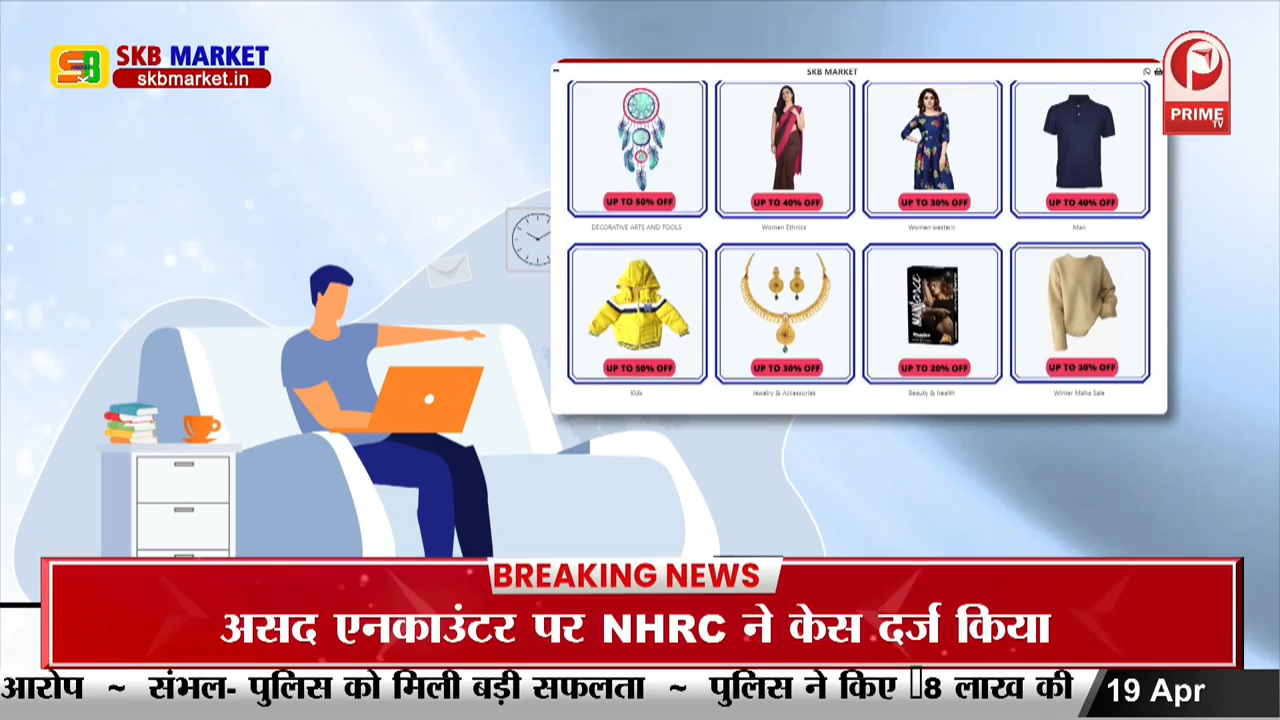 SKB MARKET
skbmarket.in
SKB MARKET
PRIME
TV
UP TO 50% OFF
UP TO 40% OFF
UP TO 30% OFF
UP TO 40% OFF
DECORATIVE ARTS AND TOOLS
Women Ethnics
Women western
Man
MANFORCE
UP TO 50% OFF
UP TO 30% OFF
UP TO 20% OFF
UP TO 30% OFF
Kids
Jewelry & Accessories
Beauty & health
Winter Maha Sale
BREAKING NEWS
असद एनकाउंटर पर NHRC ने केस दर्ज किया
आरोप ~ संभल- पुलिस को मिली बड़ी सफलता ~ पुलिस ने किए 8 लाख की
19 Apr